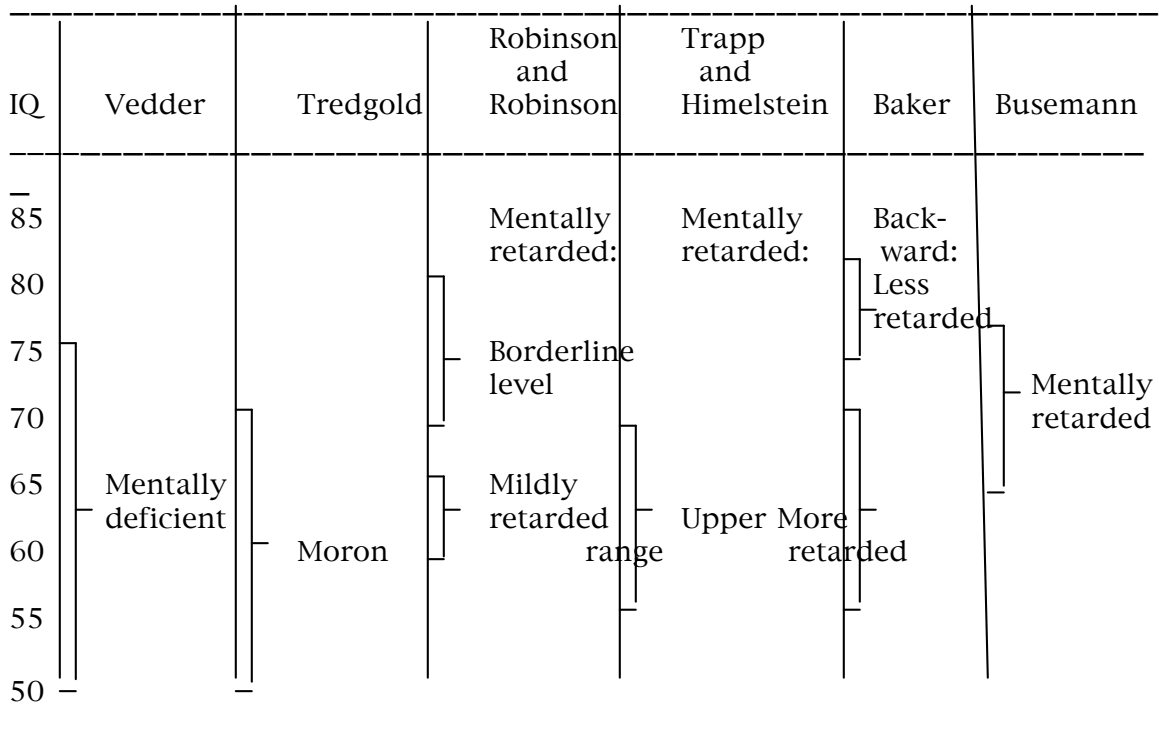 Robinson Trapp
and and
IQ Vedder Tredgold Robinson Himelstein Baker Busemann
85 Mentally Mentally Back-
retarded: retarded: ward:
80 Less
retarded
75 Borderline
level Mentally
70 retarded
65 Mentally Mildly
deficient retarded Upper More
60 Moron range retarded
55
50